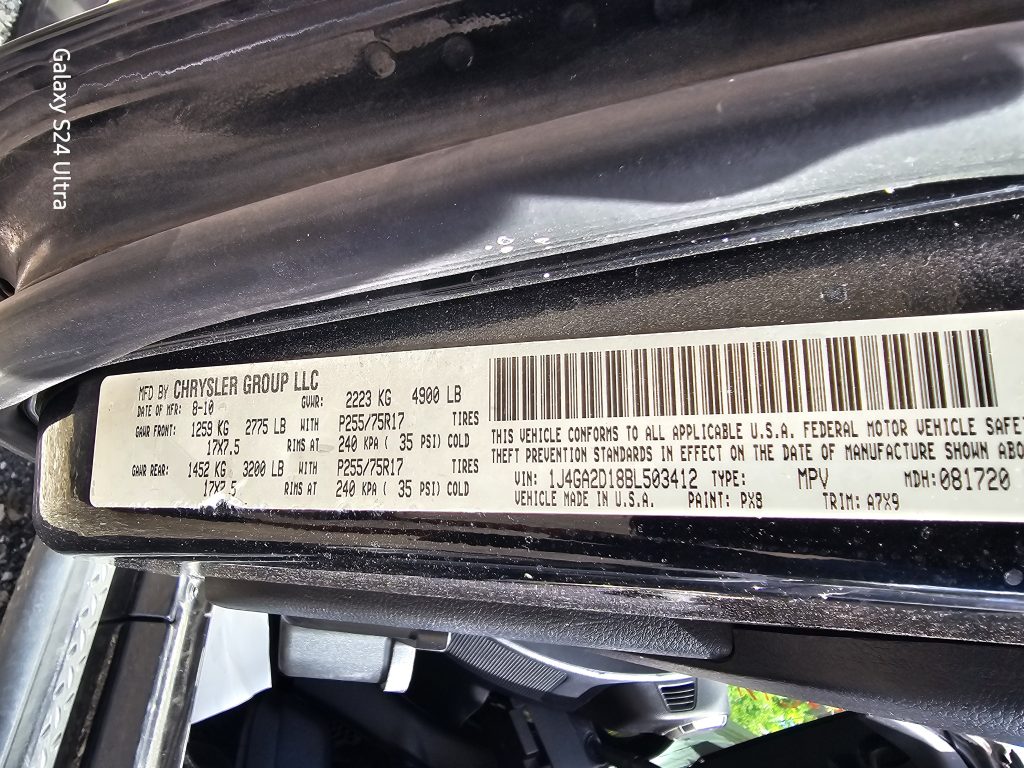 Galaxy S24 Ultra
MFD BY CHRYSLER GROUP LLC
DATE OF MFR: 8-10 GVWR: 2223 KG 4900 LB
GAWR FRONT: 1259 KG 2775 LB WITH P255/75R17 TIRES
17X7.5 RIMS AT 240 KPA ( 35 PSI) COLD
GAWR REAR: 1452 KG 3200 LB WITH P255/75R17 TIRES
17X7.5 RIMS AT 240 KPA ( 35 PSI) COLD
THIS VEHICLE CONFORMS TO ALL APPLICABLE U.S.A. FEDERAL MOTOR VEHICLE SAFET
THEFT PREVENTION STANDARDS IN EFFECT ON THE DATE OF MANUFACTURE SHOWN ABO
VIN: 1J4GA2D18BL503412 TYPE: MPV MDH: 081720
VEHICLE MADE IN U.S.A. PAINT: PX8 TRIM: A7X9